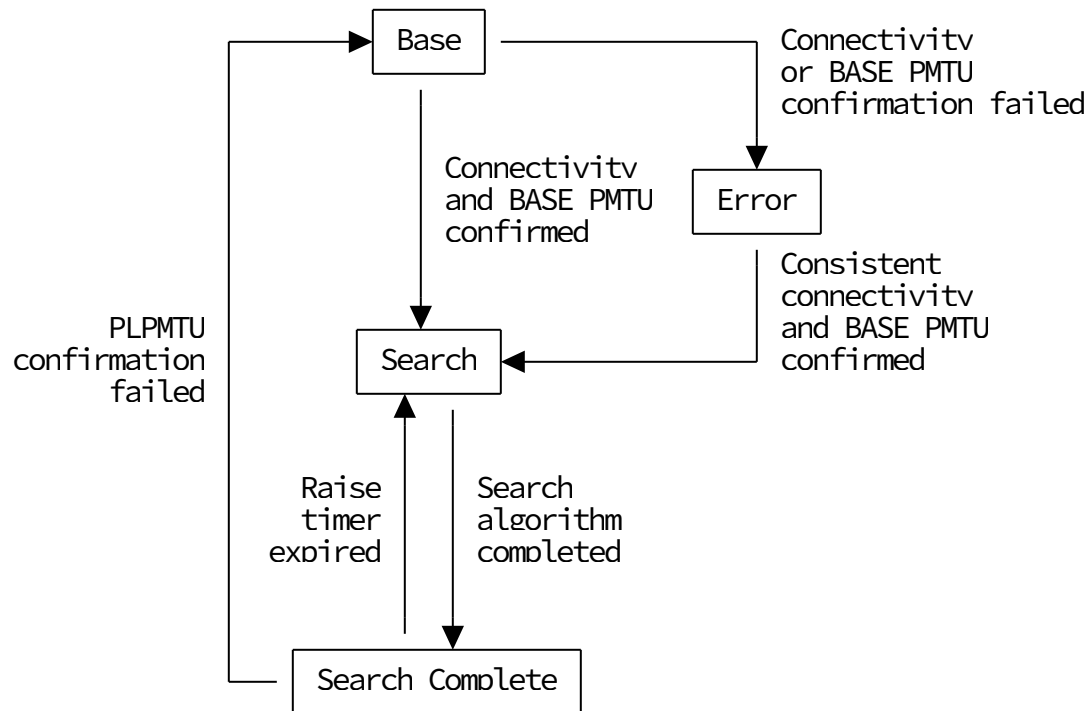 Base
Connectivity
or BASE PMTU
confirmation failed
Connectivity
and BASE PMTU
confirmed
Error
Consistent
connectivity
and BASE PMTU
confirmed
PLPMTU
confirmation
failed
Search
Raise
timer
expired
Search
algorithm
completed
Search Complete